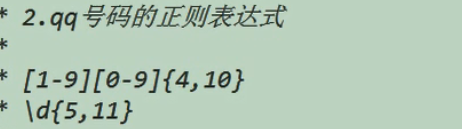 * 2.qq号码的正则表达式
*
* [1-9][0-9]{4,10}
* \d{5,11}